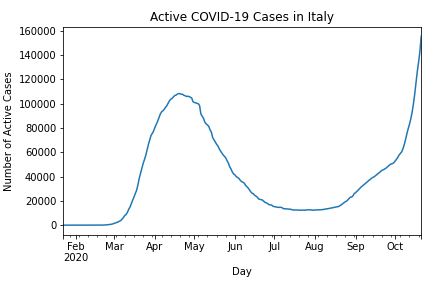 Active COVID-19 Cases in Italy
160000
140000
120000
100000
80000
60000
40000
20000
0
Number of Active Cases
Feb
2020
Mar
Apr
May
Jun
Jul
Aug
Sep
Oct
Day